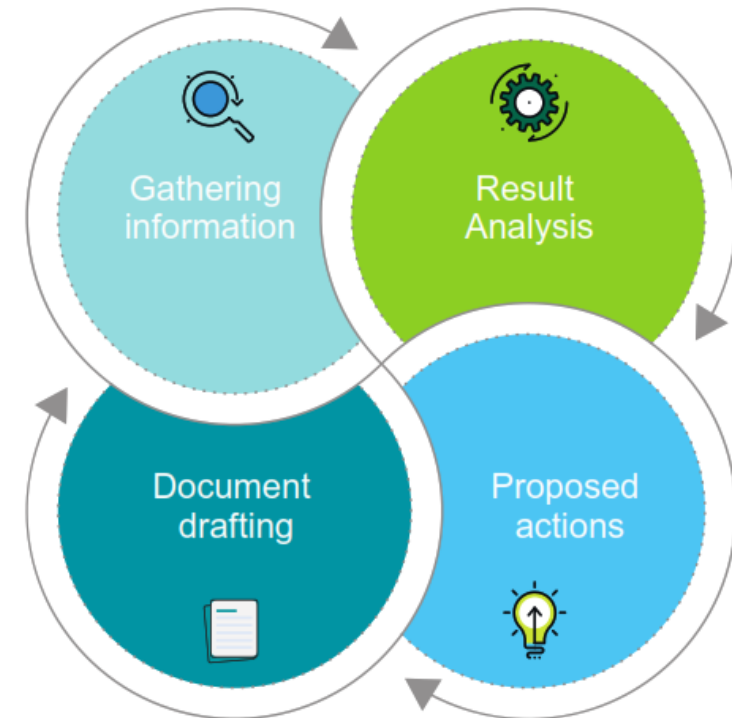 Gathering
information
Result
Analysis
Document
drafting
Proposed
actions